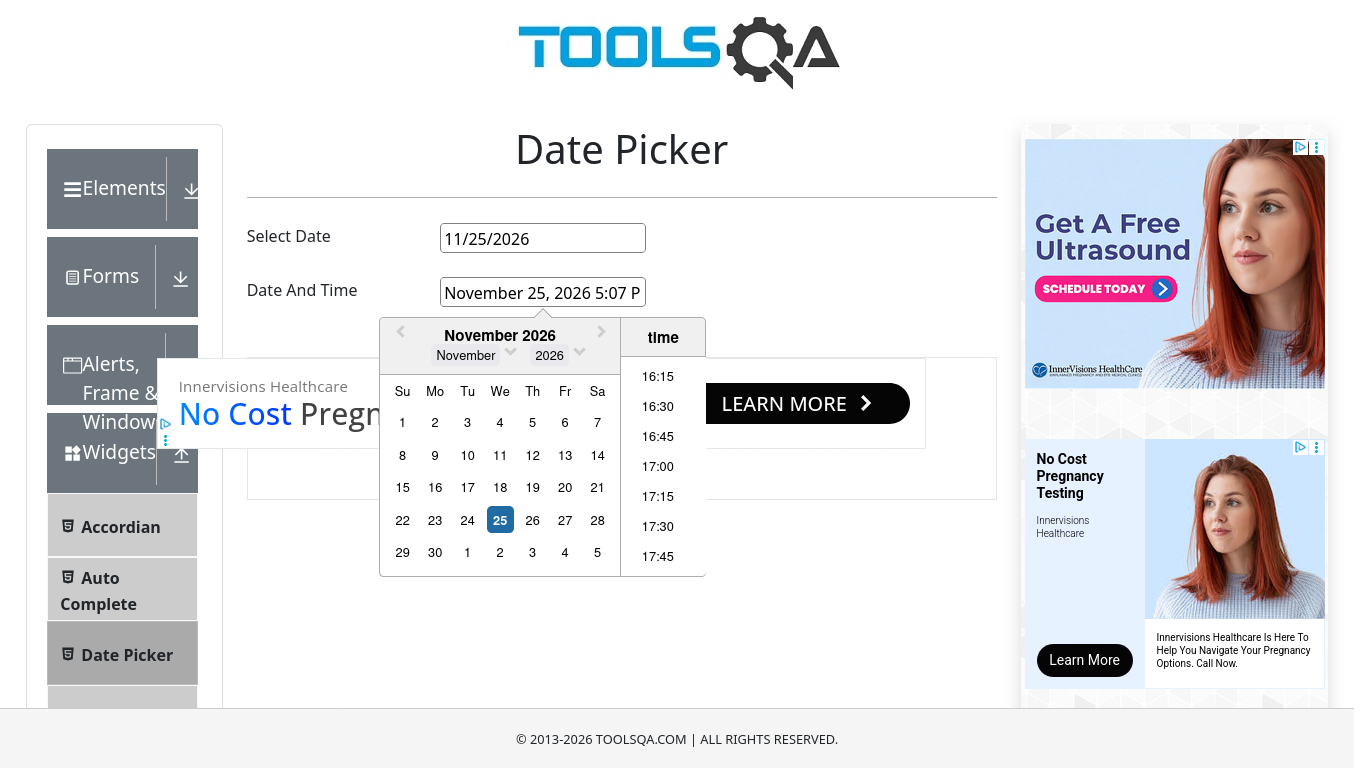 TOOLSQA
Date Picker
Elements
Forms
Alerts,
Frame &
Window
Widgets
Accordian
Auto
Complete
Date Picker
Select Date
11/25/2026
Date And Time
November 25, 2026 5:07 P
November 2026
November
2026
Su Mo Tu We Th Fr Sa
1 2 3 4 5 6 7
8 9 10 11 12 13 14
15 16 17 18 19 20 21
22 23 24 25 26 27 28
29 30 1 2 3 4 5
time
16:15
16:30
16:45
17:00
17:15
17:30
17:45
Innervisions Healthcare
No Cost Pregn
LEARN MORE
Get A Free
Ultrasound
SCHEDULE TODAY
InnerVisions HealthCare
No Cost
Pregnancy
Testing
Innervisions
Healthcare
Learn More
Innervisions Healthcare Is Here To
Help You Navigate Your Pregnancy
Options. Call Now.
© 2013-2026 TOOLSQA.COM | ALL RIGHTS RESERVED.